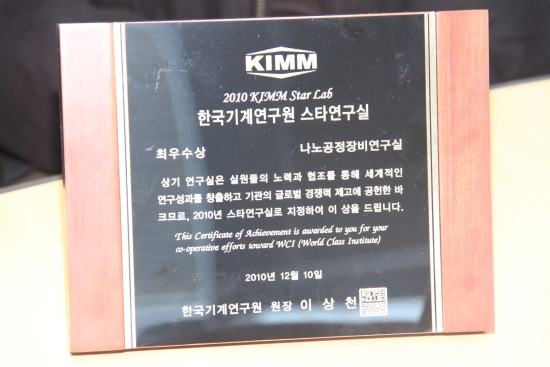 KIMM
2010 KIMM Star Lab
한국기계연구원 스타연구실
최우수상 나노공정장비연구실
상기 연구실은 실원들의 노력과 협조를 통해 세계적인
연구성과를 창출하고 기관의 글로벌 경쟁력 제고에 공헌한 바
크므로, 2010년 스타연구실로 지정하여 이 상을 드립니다.
This Certificate of Achievement is awarded to you for your
co-operative efforts toward WCI (World Class Institute)
2010년 12월 10일
한국기계연구원 원장 이 상 천